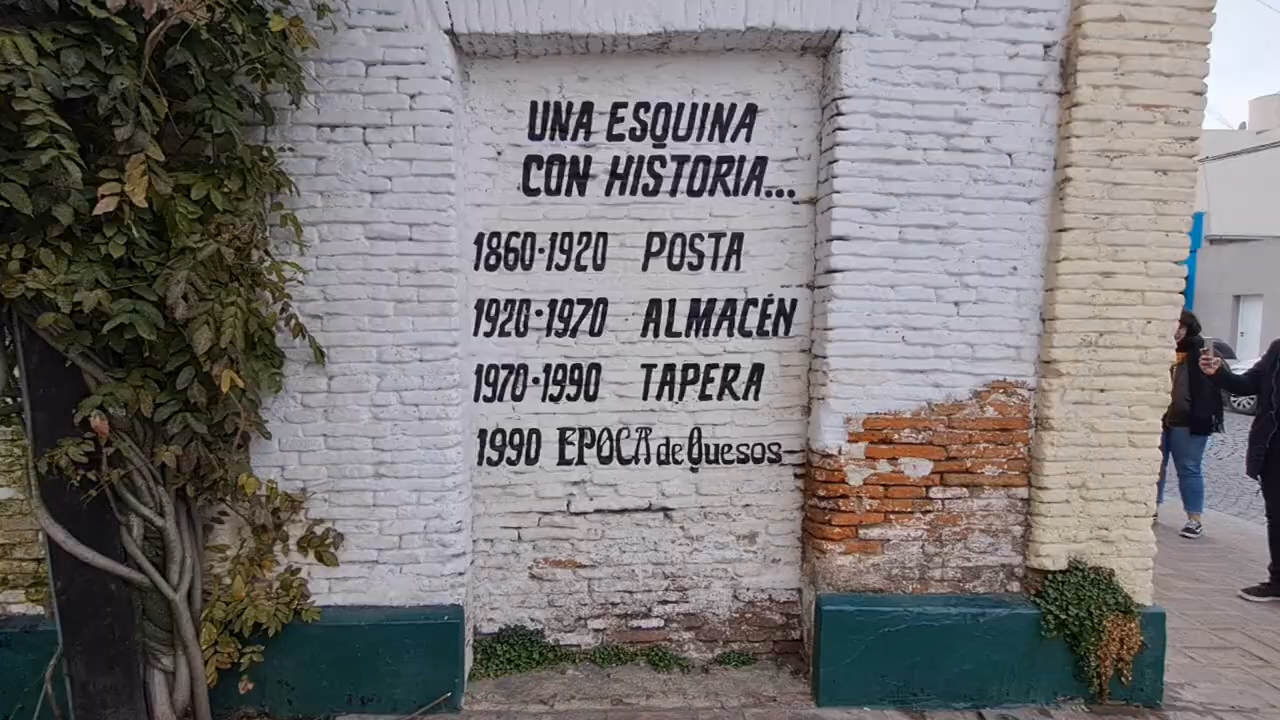 UNA ESQUINA
CON HISTORIA...
1860-1920 POSTA
1920-1970 ALMACÉN
1970-1990 TAPERA
1990 EPOCA de Quesos